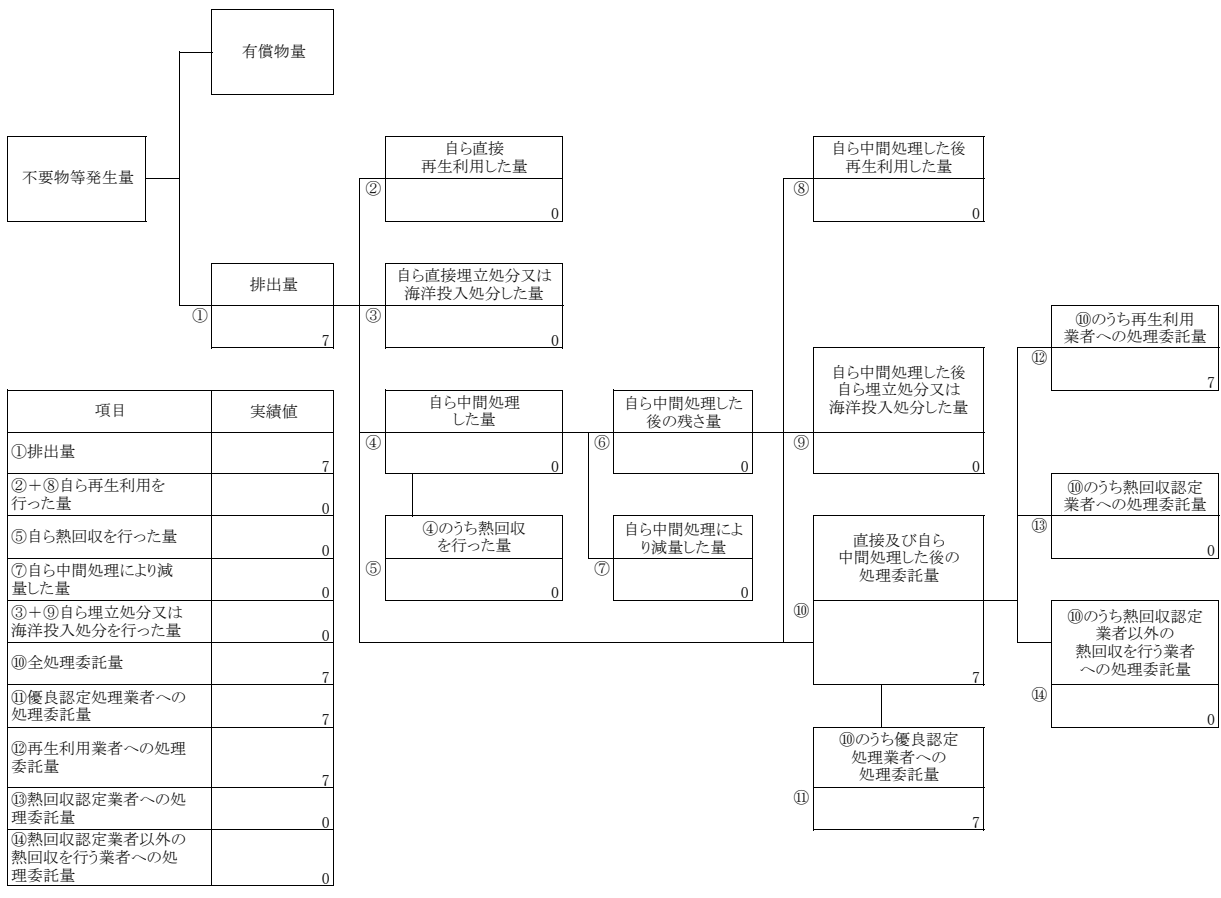 有償物量
不要物等発生量
自ら直接
再生利用した量
②
0
自ら中間処理した後
再生利用した量
⑧
0
排出量
①
7
自ら直接埋立処分又は
海洋投入処分した量
③
0
⑩のうち再生利用
業者への処理委託量
⑫
7
自ら中間処理
した量
④
0
自ら中間処理した
後の残さ量
⑥
0
自ら中間処理した後
自ら埋立処分又は
海洋投入処分した量
⑨
0
⑩のうち熱回収認定
業者への処理委託量
⑬
0
④のうち熱回収
を行った量
⑤
0
自ら中間処理によ
り減量した量
⑦
0
直接及び自ら
中間処理した後の
処理委託量
⑩
7
⑩のうち熱回収認定
業者以外の
熱回収を行う業者
への処理委託量
⑭
0
⑩のうち優良認定
処理業者への
処理委託量
⑪
7
項目 実績値
①排出量
7
②+⑧自ら再生利用を
行った量
0
⑤自ら熱回収を行った量
0
⑦自ら中間処理により減
量した量
0
③+⑨自ら埋立処分又は
海洋投入処分を行った量
0
⑩全処理委託量
7
⑪優良認定処理業者への
処理委託量
7
⑫再生利用業者への処理
委託量
7
⑬熱回収認定業者への処
理委託量
0
⑭熱回収認定業者以外の
熱回収を行う業者への処
理委託量
0